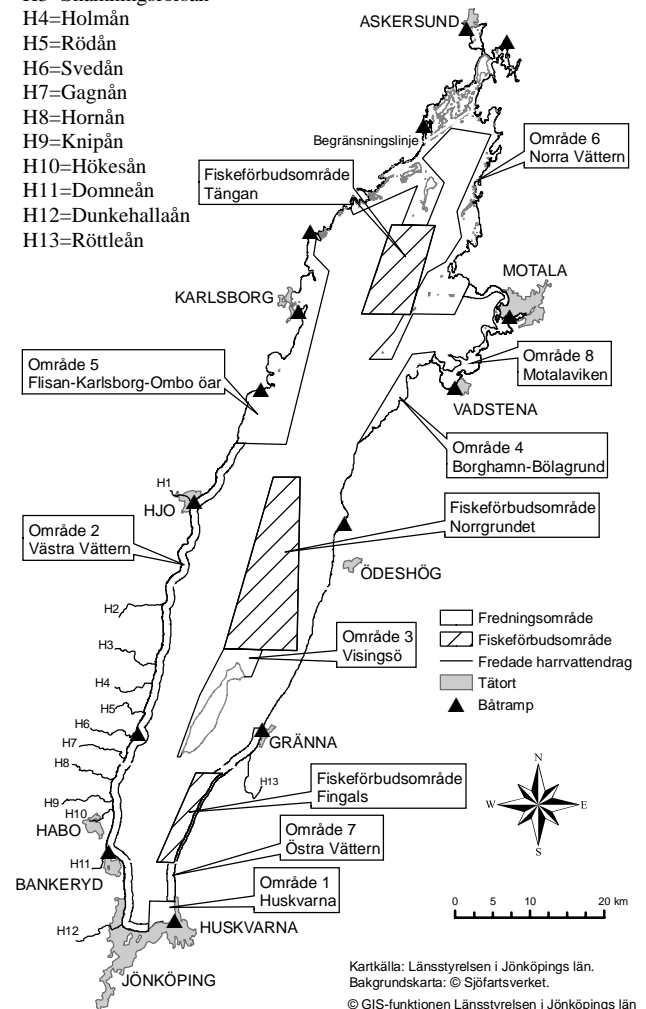 H4=Holmån
H5=Rödån
H6=Svedån
H7=Gagnån
H8=Hornån
H9=Knipån
H10=Hökesån
H11=Domneån
H12=Dunkehallaån
H13=Röttleån
ASKERSUND
Begränsningslinje
Område 6
Norra Vättern
Fiskeförbudsområde
Tängan
MOTALA
KARLSBORG
Område 5
Flisan-Karlsborg-Ombo öar
Område 8
Motalaviken
VADSTENA
Område 4
Borghamn-Bölagrund
H1
HJO
Fiskeförbudsområde
Norrgrundet
Område 2
Västra Vättern
ÖDESHÖG
H2
H3
H4
H5
H6
H7
H8
H9
H10
HABO
H11
BANKERYD
H12
JÖNKÖPING
Område 3
Visingsö
GRÄNNA
H13
Fiskeförbudsområde
Fingals
Område 7
Östra Vättern
Område 1
Huskvarna
HUSKVARNA
Fredningsområde
Fiskeförbudsområde
Fredade harrvattendrag
Tätort
Båtramp
N
W
E
S
0 5 10 20 km
Kartkälla: Länsstyrelsen i Jönköpings län.
Bakgrundskarta: © Sjöfartsverket.
© GIS-funktionen Länsstyrelsen i Jönköpings län